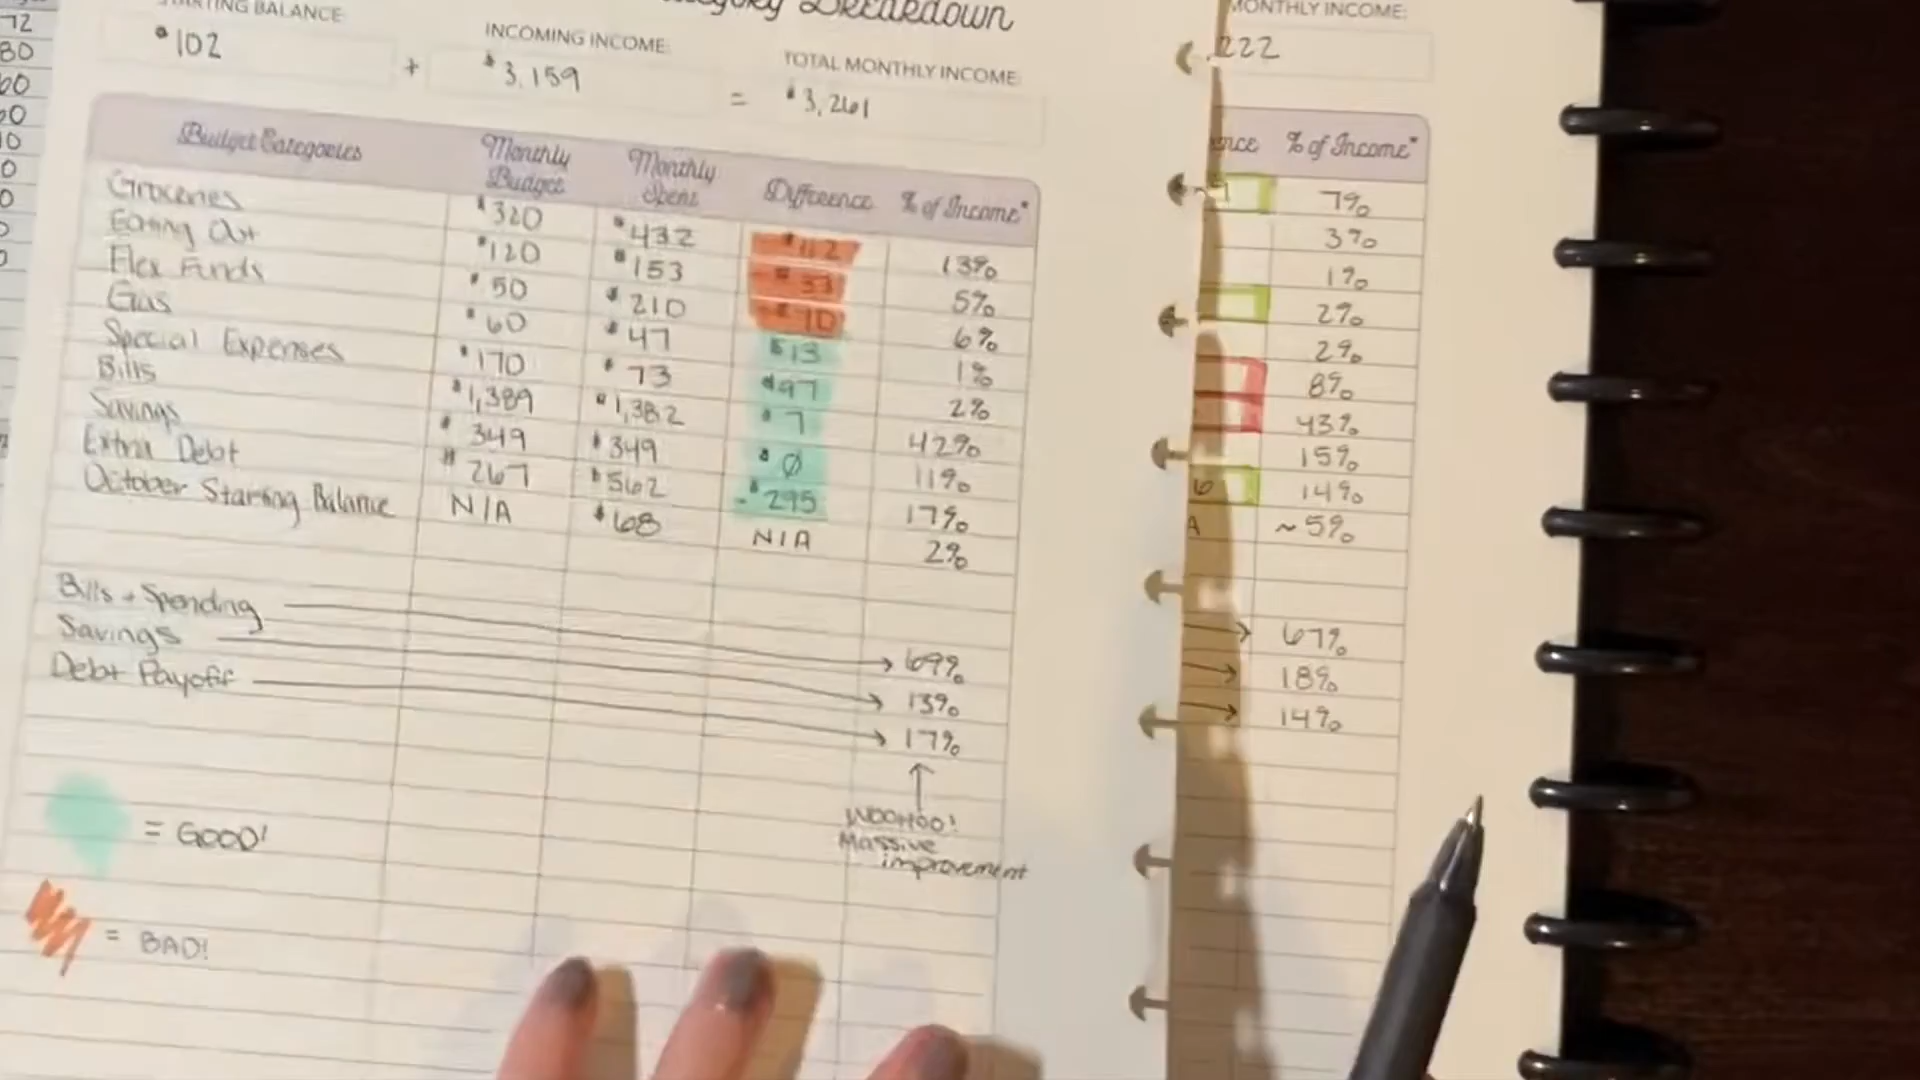 BALANCE:
$102
+
INCOMING INCOME:
$3,159
=
Breakdown
TOTAL MONTHLY INCOME:
$3,261
Budget Categories Monthly Budget Monthly Spent Difference % of Income*
Groceries $320 $432 $112 13%
Eating Out $120 $153 $33 5%
Flex Funds $50 $210 6%
Gas $60 $47 $13 1%
Special Expenses $170 $73 $97 2%
Bills $1,389 $1,382 $7 42%
Savings $349 $349 $0 11%
Extra Debt $267 $562 -$295 17%
October Starting Balance N/A $68 N/A 2%
Bills + Spending 69%
Savings 13%
Debt Payoff 17%
WOOHOO!
Massive
improvement
= GOOD!
= BAD!
MONTHLY INCOME:
222
% of Income*
7%
3%
1%
2%
2%
8%
43%
15%
14%
~5%
67%
18%
14%
72
80
60